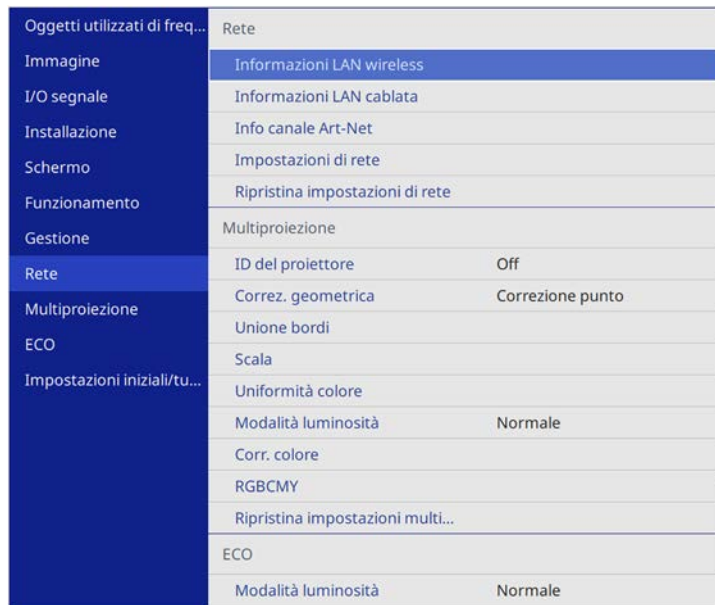 Oggetti utilizzati di freq...
Immagine
I/O segnale
Installazione
Schermo
Funzionamento
Gestione
Rete
Multiproiezione
ECO
Impostazioni iniziali/tu...
Rete
Informazioni LAN wireless
Informazioni LAN cablata
Info canale Art-Net
Impostazioni di rete
Ripristina impostazioni di rete
Multiproiezione
ID del proiettore Off
Correz. geometrica Correzione punto
Unione bordi
Scala
Uniformità colore
Modalità luminosità Normale
Corr. colore
RGBCMY
Ripristina impostazioni multi...
ECO
Modalità luminosità Normale